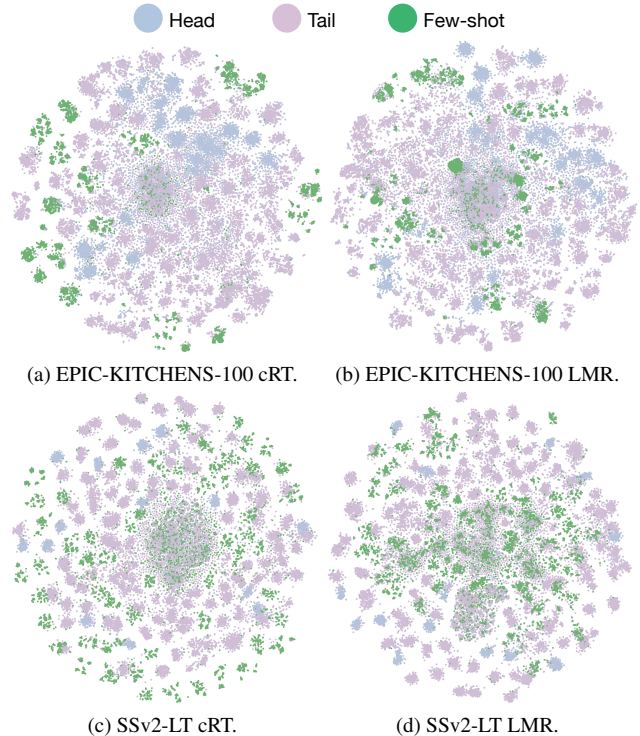 Head Tail Few-shot
(a) EPIC-KITCHENS-100 cRT. (b) EPIC-KITCHENS-100 LMR.
(c) SSv2-LT cRT. (d) SSv2-LT LMR.